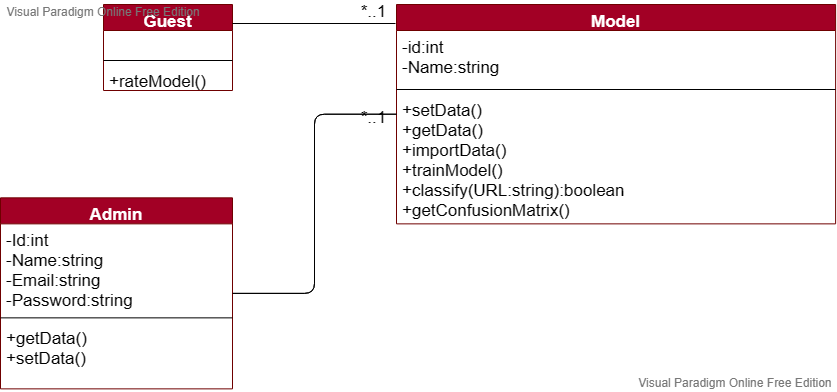 Visual Paradigm Online Free Edition
Guest
+rateModel()
*..1
Model
-id:int
-Name:string
+setData()
+getData()
+importData()
+trainModel()
+classify(URL:string):boolean
+getConfusionMatrix()
*..1
Admin
-Id:int
-Name:string
-Email:string
-Password:string
+getData()
+setData()
Visual Paradigm Online Free Edition